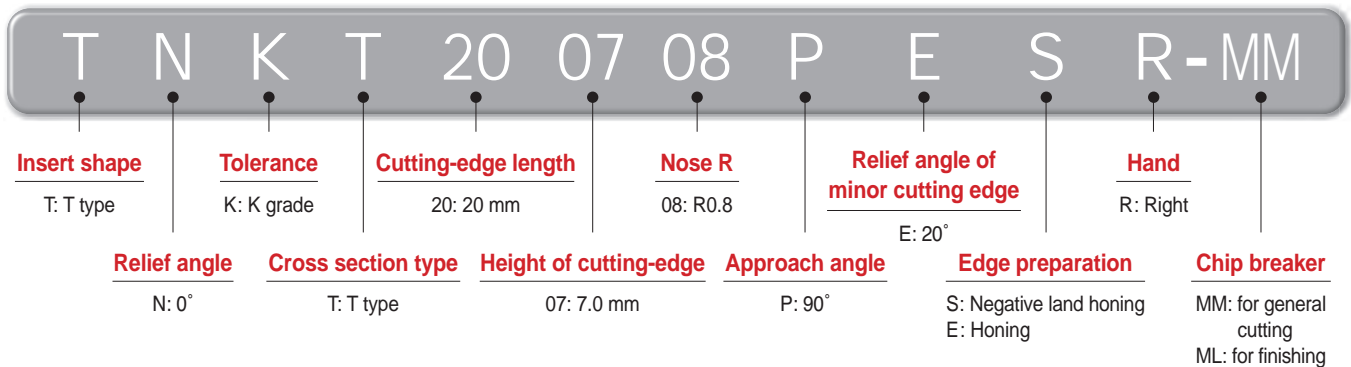 T N K T 20 07 08 P E S R-MM
Insert shape
T: T type
Tolerance
K: K grade
Cutting-edge length
20: 20 mm
Nose R
08: R0.8
Relief angle of
minor cutting edge
E: 20˚
Hand
R: Right
Relief angle
N: 0˚
Cross section type
T: T type
Height of cutting-edge
07: 7.0 mm
Approach angle
P: 90˚
Edge preparation
S: Negative land honing
E: Honing
Chip breaker
MM: for general
cutting
ML: for finishing